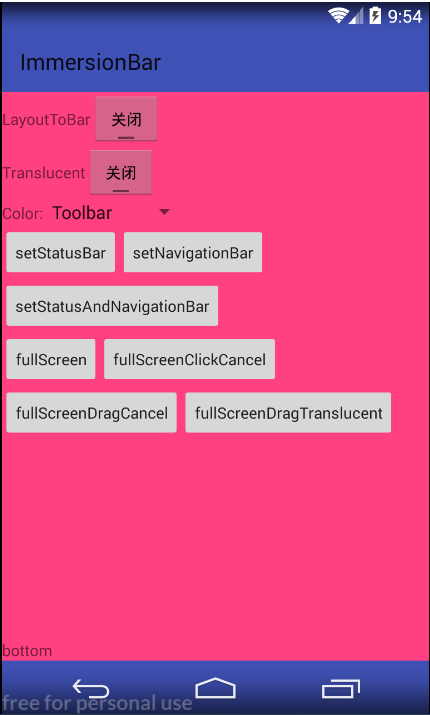 9:54
ImmersionBar
LayoutToBar 关闭
Translucent 关闭
Color: Toolbar
setStatusBar setNavigationBar
setStatusAndNavigationBar
fullScreen fullScreenClickCancel
fullScreenDragCancel fullScreenDragTranslucent
bottom
free for personal use